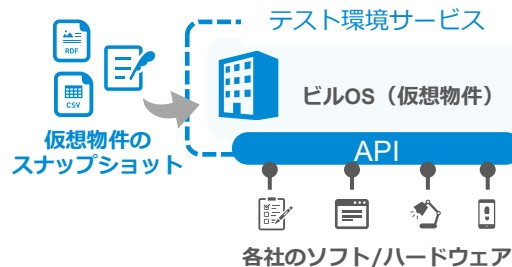 テスト環境サービス
RDF
CSV
ビルOS（仮想物件）
仮想物件の
スナップショット
API
各社のソフト/ハードウェア